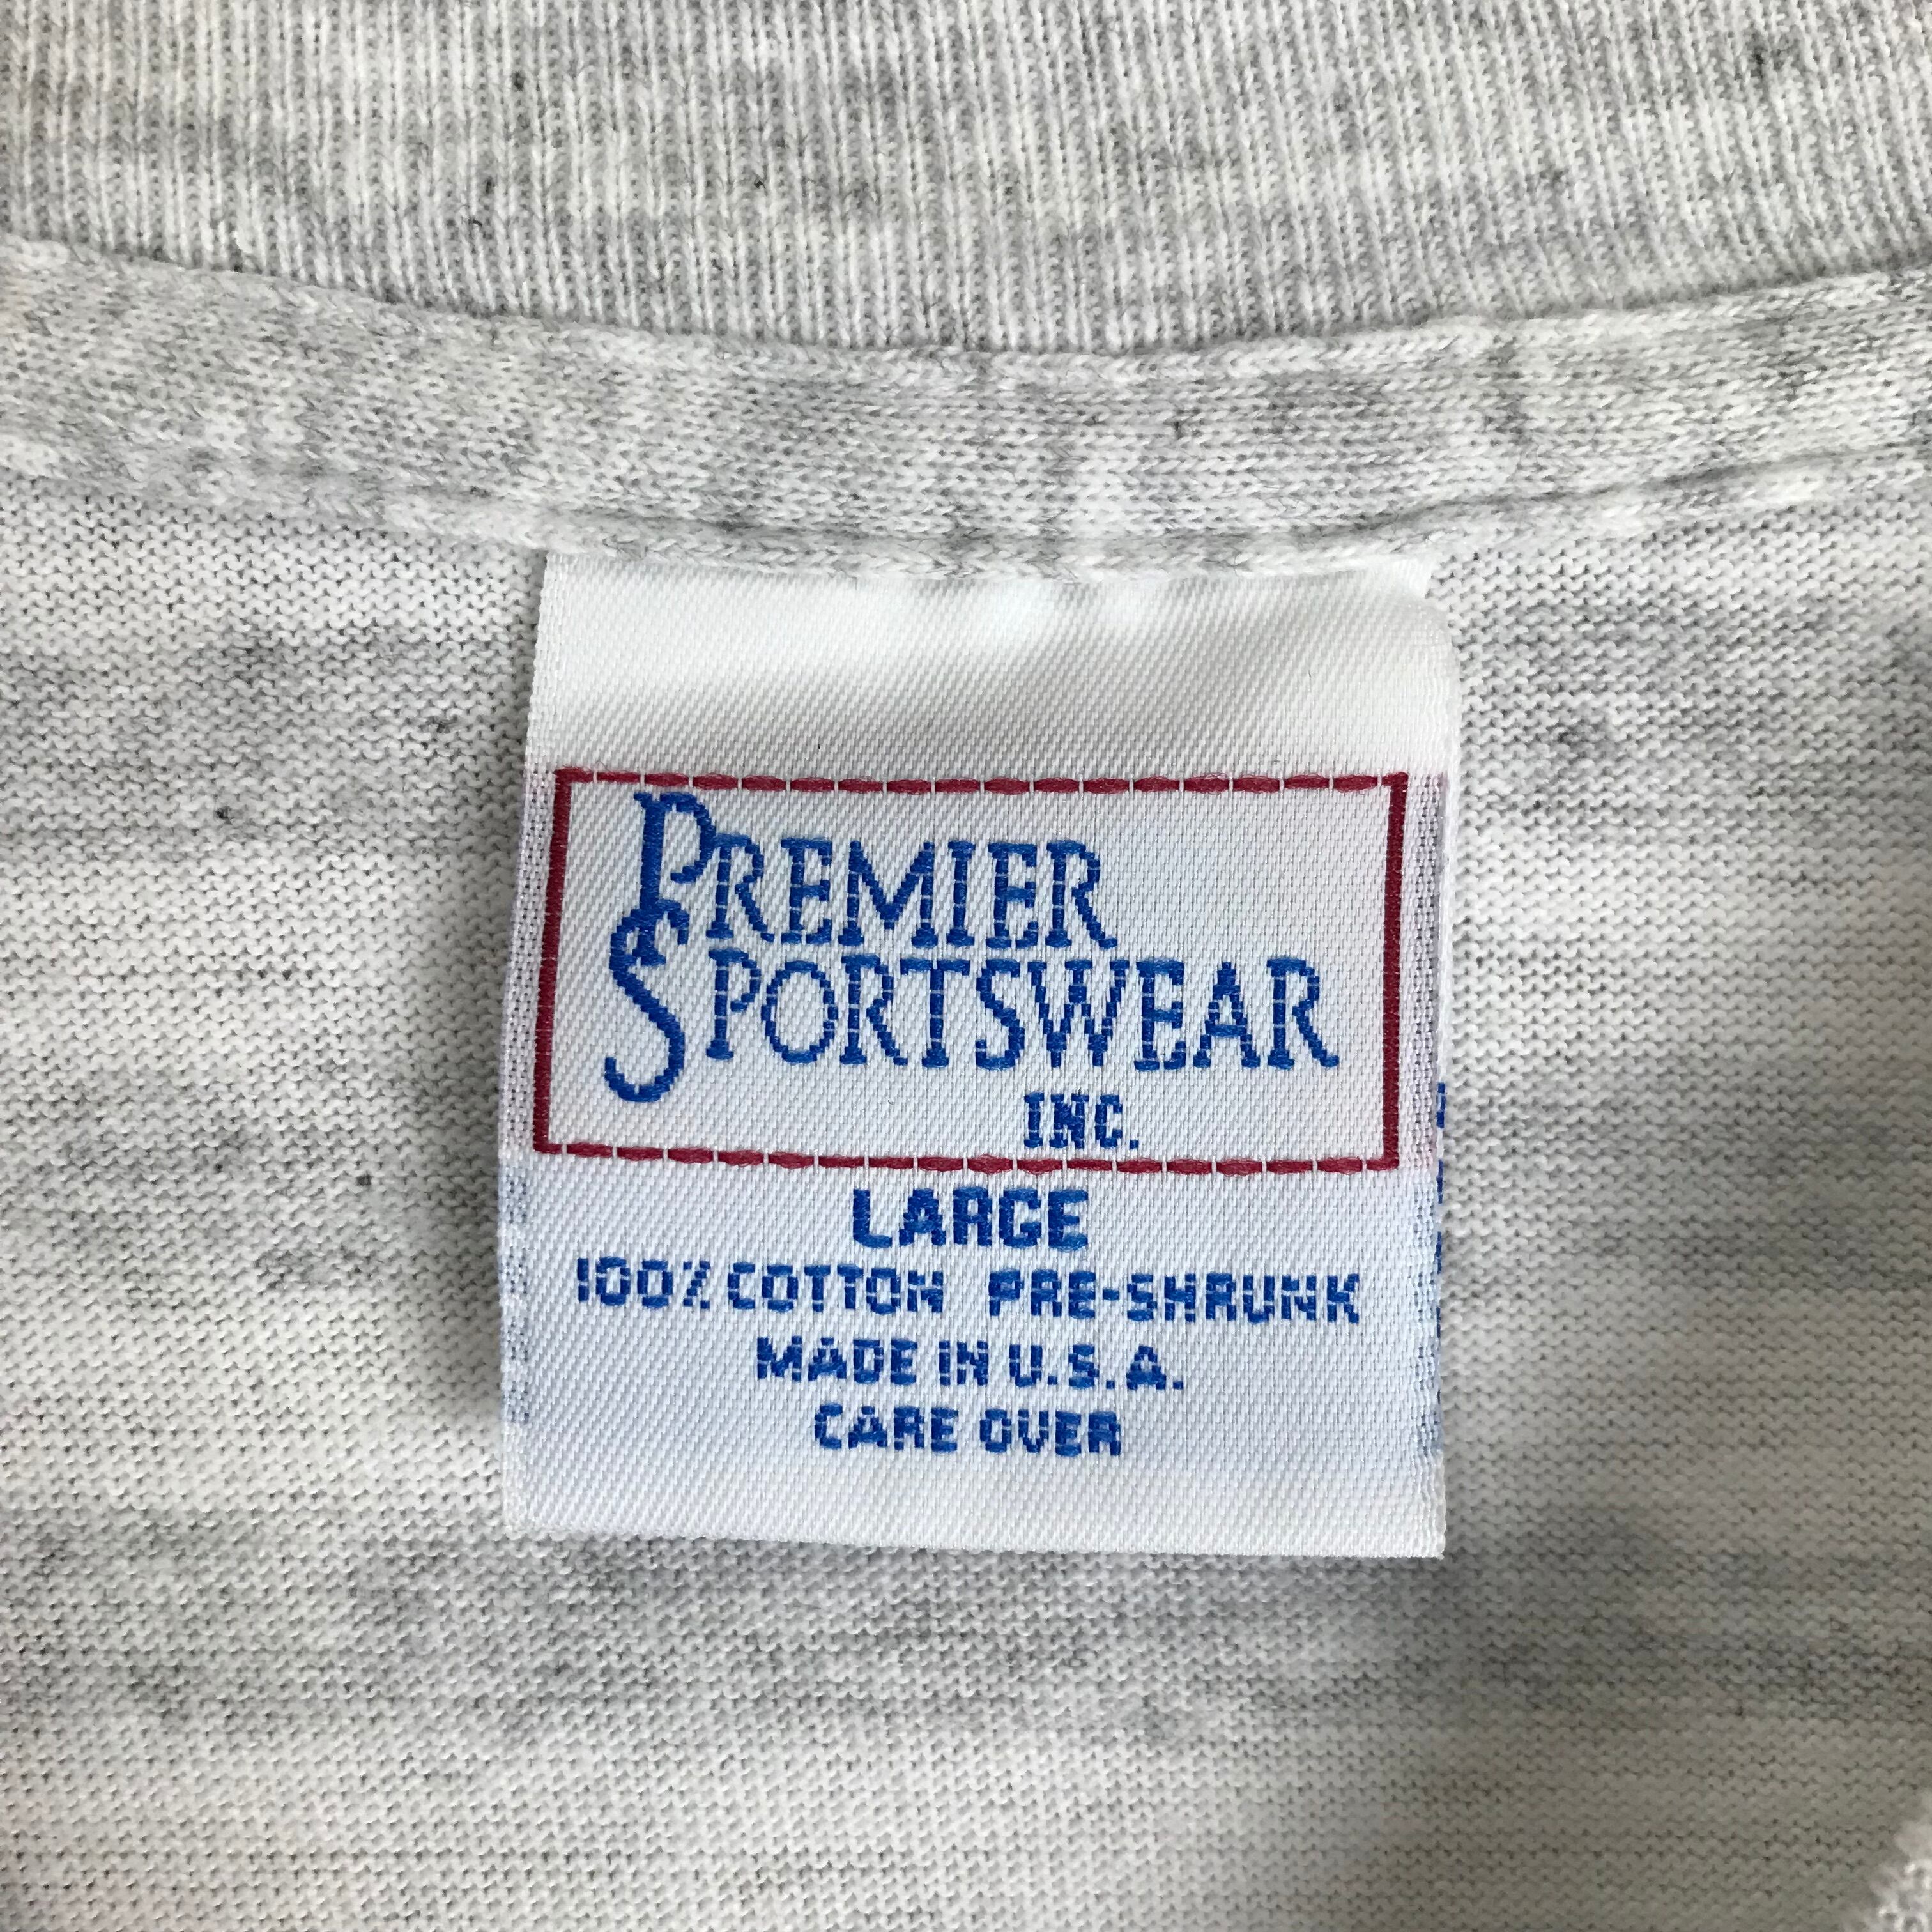 PREMIER
SPORTSWEAR
INC.
LARGE
100% COTTON PRE-SHRUNK
MADE IN U.S.A.
CARE OVER